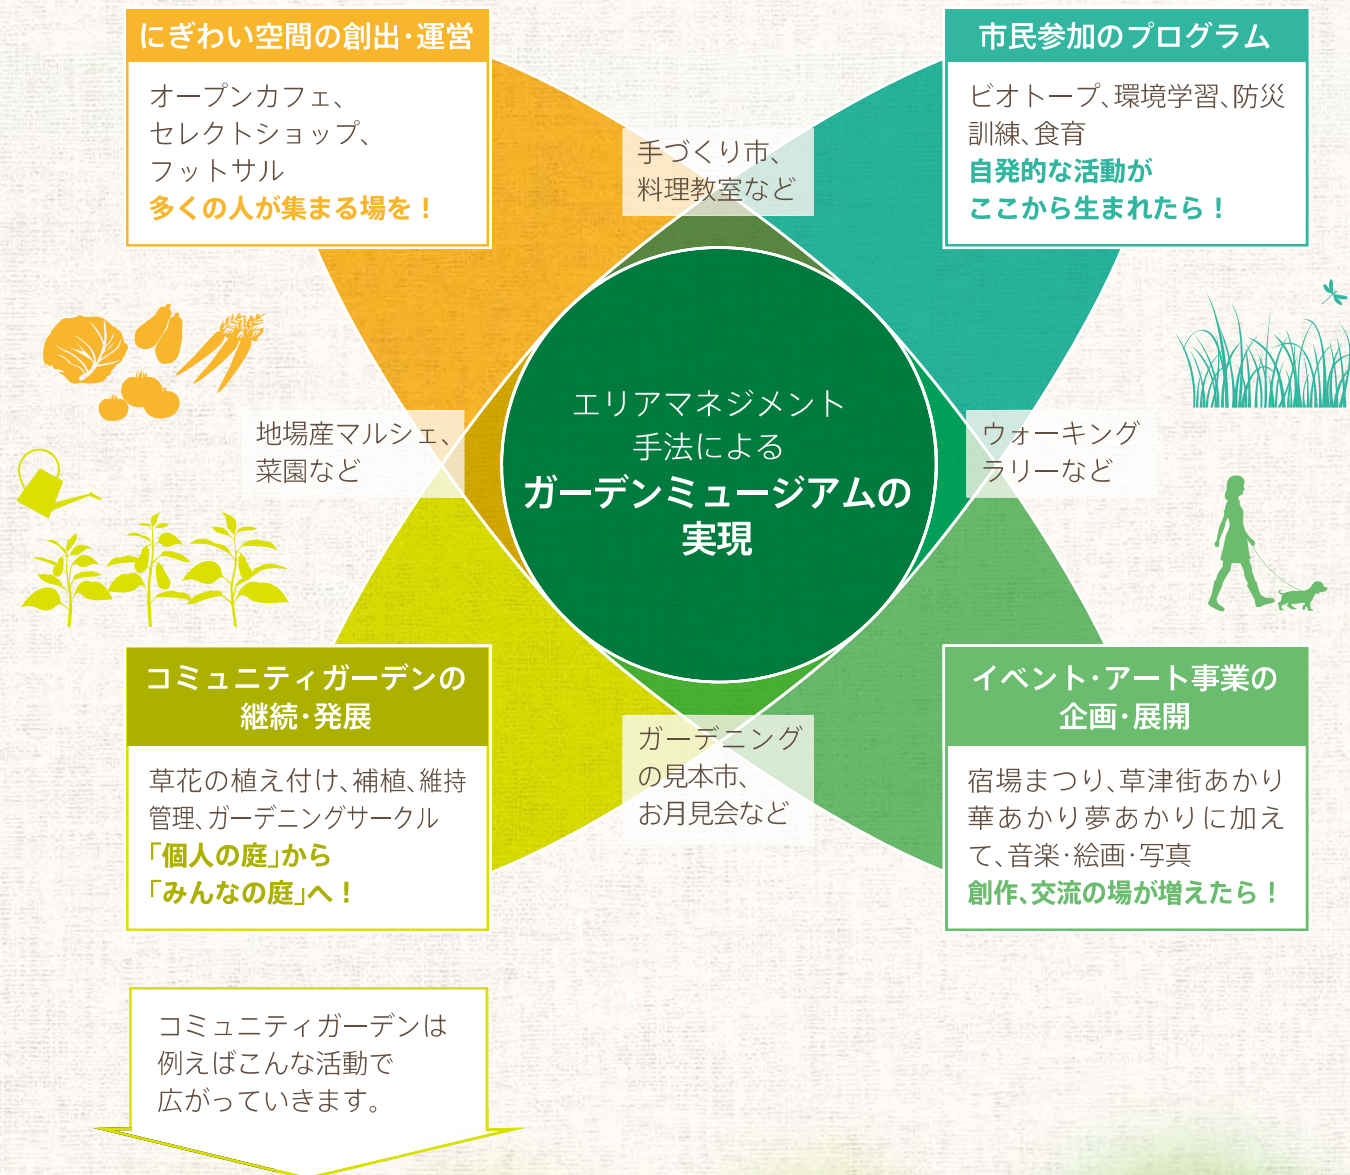 にぎわい空間の創出・運営
オープンカフェ、
セレクトショップ、
フットサル
多くの人が集まる場を！
市民参加のプログラム
ビオトープ、環境学習、防災
訓練、食育
自発的な活動が
ここから生まれたら！
手づくり市、
料理教室など
地場産マルシェ、
菜園など
エリアマネジメント
手法による
ガーデンミュージアムの
実現
ウォーキング
ラリーなど
コミュニティガーデンの
継続・発展
草花の植え付け、補植、維持
管理、ガーデニングサークル
「個人の庭」から
「みんなの庭」へ！
ガーデニング
の見本市、
お月見会など
イベント・アート事業の
企画・展開
宿場まつり、草津街あかり
華あかり夢あかりに加え
て、音楽・絵画・写真
創作、交流の場が増えたら！
コミュニティガーデンは
例えばこんな活動で
広がっていきます。